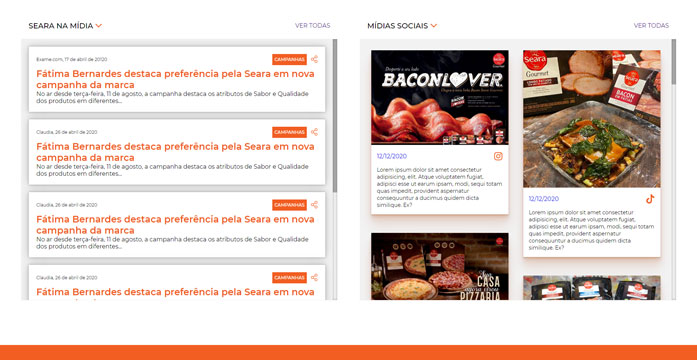 SEARA NA MÍDIA
VER TODAS
Exame.com, 17 de abril de 20120
CAMPANHAS
Fátima Bernardes destaca preferência pela Seara em nova
campanha da marca
No ar desde terça-feira, 11 de agosto, a campanha destaca os atributos de Sabor e Qualidade
dos produtos em diferentes...
Claudia, 26 de abril de 2020
CAMPANHAS
Fátima Bernardes destaca preferência pela Seara em nova
campanha da marca
No ar desde terça-feira, 11 de agosto, a campanha destaca os atributos de Sabor e Qualidade
dos produtos em diferentes...
Claudia, 26 de abril de 2020
CAMPANHAS
Fátima Bernardes destaca preferência pela Seara em nova
campanha da marca
No ar desde terça-feira, 11 de agosto, a campanha destaca os atributos de Sabor e Qualidade
dos produtos em diferentes...
Claudia, 26 de abril de 2020
CAMPANHAS
Fátima Bernardes destaca preferência pela Seara em nova
campanha da marca
No ar desde terça-feira, 11 de agosto, a campanha destaca os atributos de Sabor e Qualidade
MÍDIAS SOCIAIS
VER TODAS
Desperte o seu lado
BACONLOVER
12/12/2020
Lorem ipsum dolor sit amet consectetur
adipisicing, elit. Atque voluptatem fugiat,
adipisci esse ut earum ipsam, modi, sequi totam
quas impedit, provident aspernatur
consequuntur a ducimus quidem dicta
similique. Ex?
CASA
PIZZARIA
Seara
Gourmet
BACON
12/12/2020
Lorem ipsum dolor sit amet consectetur
adipisicing, elit. Atque voluptatem fugiat,
adipisci esse ut earum ipsam, modi, sequi totam
quas impedit, provident aspernatur
consequuntur a ducimus quidem dicta
similique. Ex?